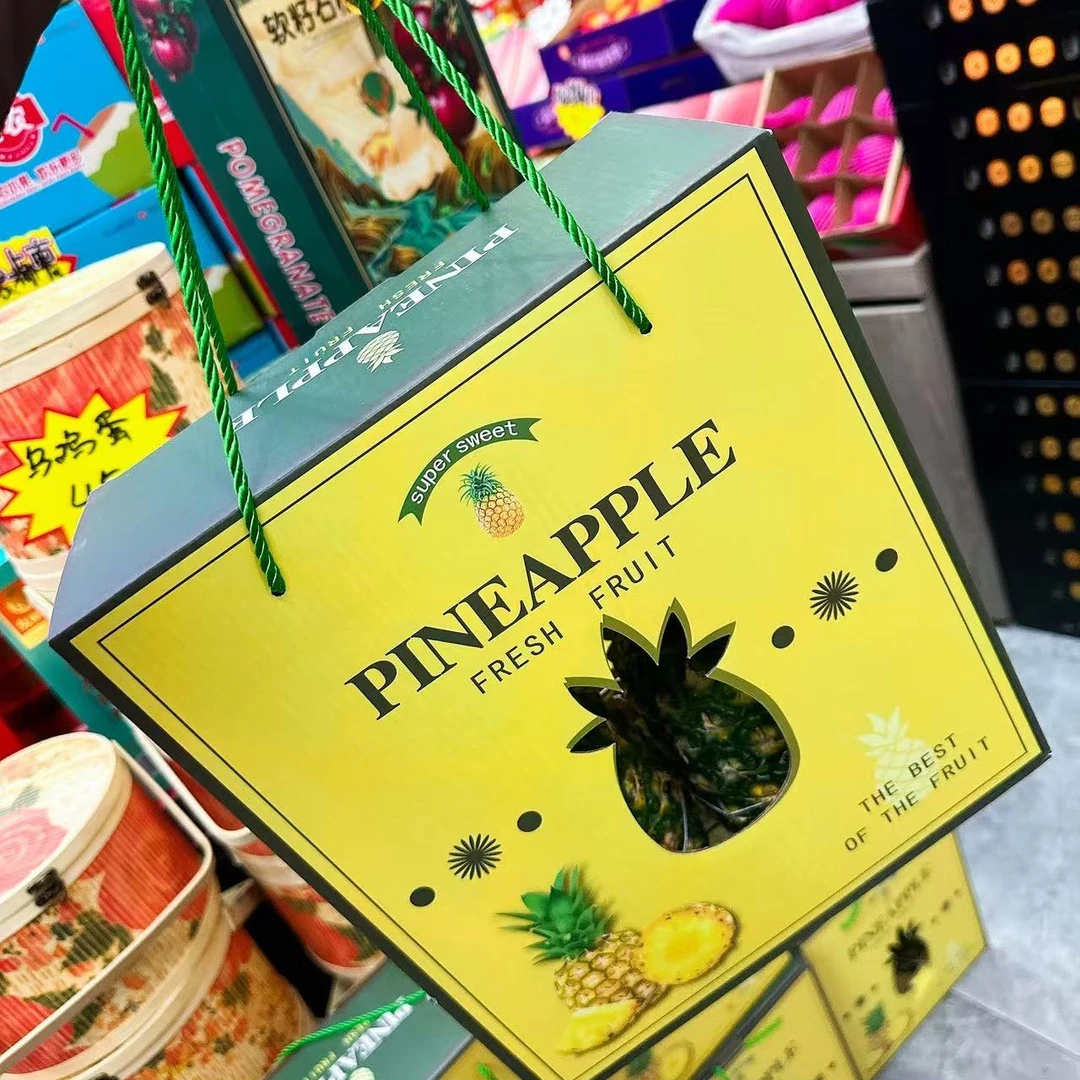 软籽石
POMEGRANATE
PINEAPPLE
FRESH FRUIT
乌鸡蛋
super sweet
PINEAPPLE
FRESH FRUIT
THE BEST
OF THE FRUIT
PINEAPPLE